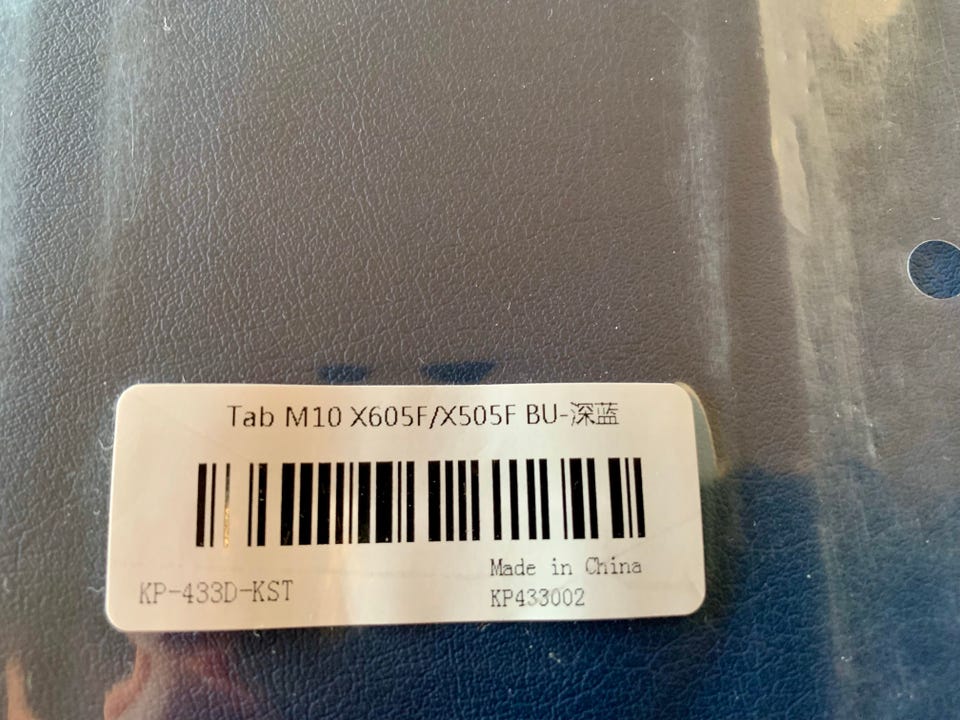 Tab M10 X605F/X505F BU-深蓝
KP-433D-KST
Made in China
KP433002